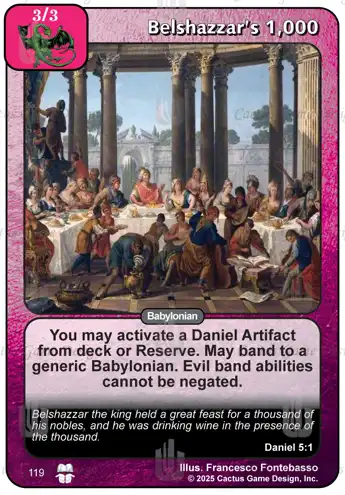 3/3
Belshazzar's 1,000
Babylonian
You may activate a Daniel Artifact
from deck or Reserve. May band to a
generic Babylonian. Evil band abilities
cannot be negated.
Belshazzar the king held a great feast for a thousand of
his nobles, and he was drinking wine in the presence of
the thousand.
Daniel 5:1
119
Illus. Francesco Fontebasso
© 2025 Cactus Game Design, Inc.